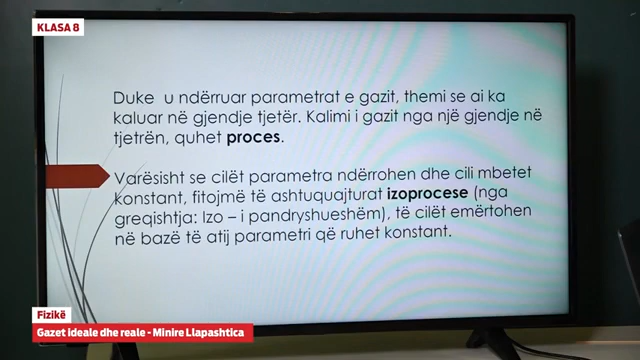 KLASA 8
Duke u ndërruar parametrat e gazit, themi se ai ka
kaluar në gjendje tjetër. Kalimi i gazit nga një gjendje në
tjetrën, quhet proces.
Varësisht se cilët parametra ndërrohen dhe cili mbetet
konstant, fitojmë të ashtuquajturat izoprocese (nga
greqishtja: Izo – i pandryshueshëm), të cilët emërtohen
në bazë të atij parametri që ruhet konstant.
Fizikë
Gazet ideale dhe reale - Minire Llapashtica